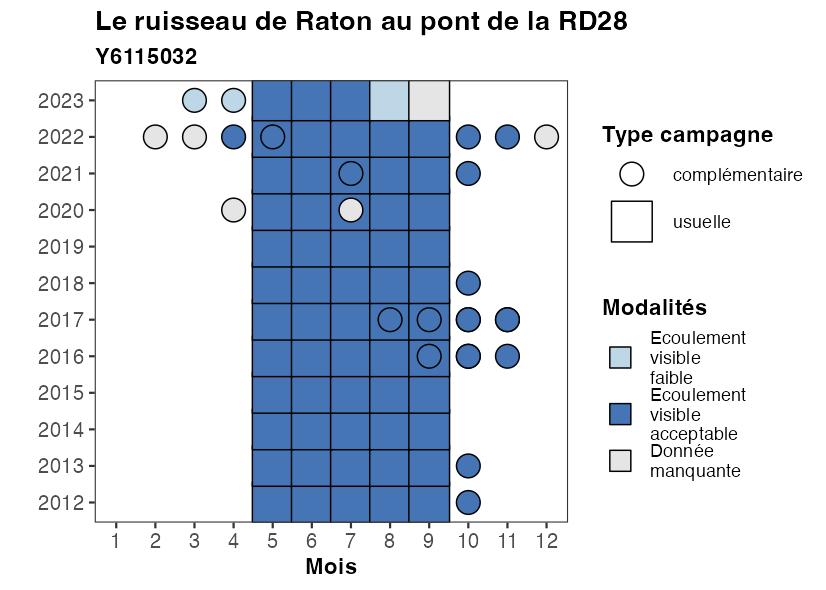 Le ruisseau de Raton au pont de la RD28
Y6115032
2023
2022
2021
2020
2019
2018
2017
2016
2015
2014
2013
2012
1 2 3 4 5 6 7 8 9 10 11 12
Mois
Type campagne
complémentaire
usuelle
Modalités
Ecoulement
visible
faible
Ecoulement
visible
acceptable
Donnée
manquante